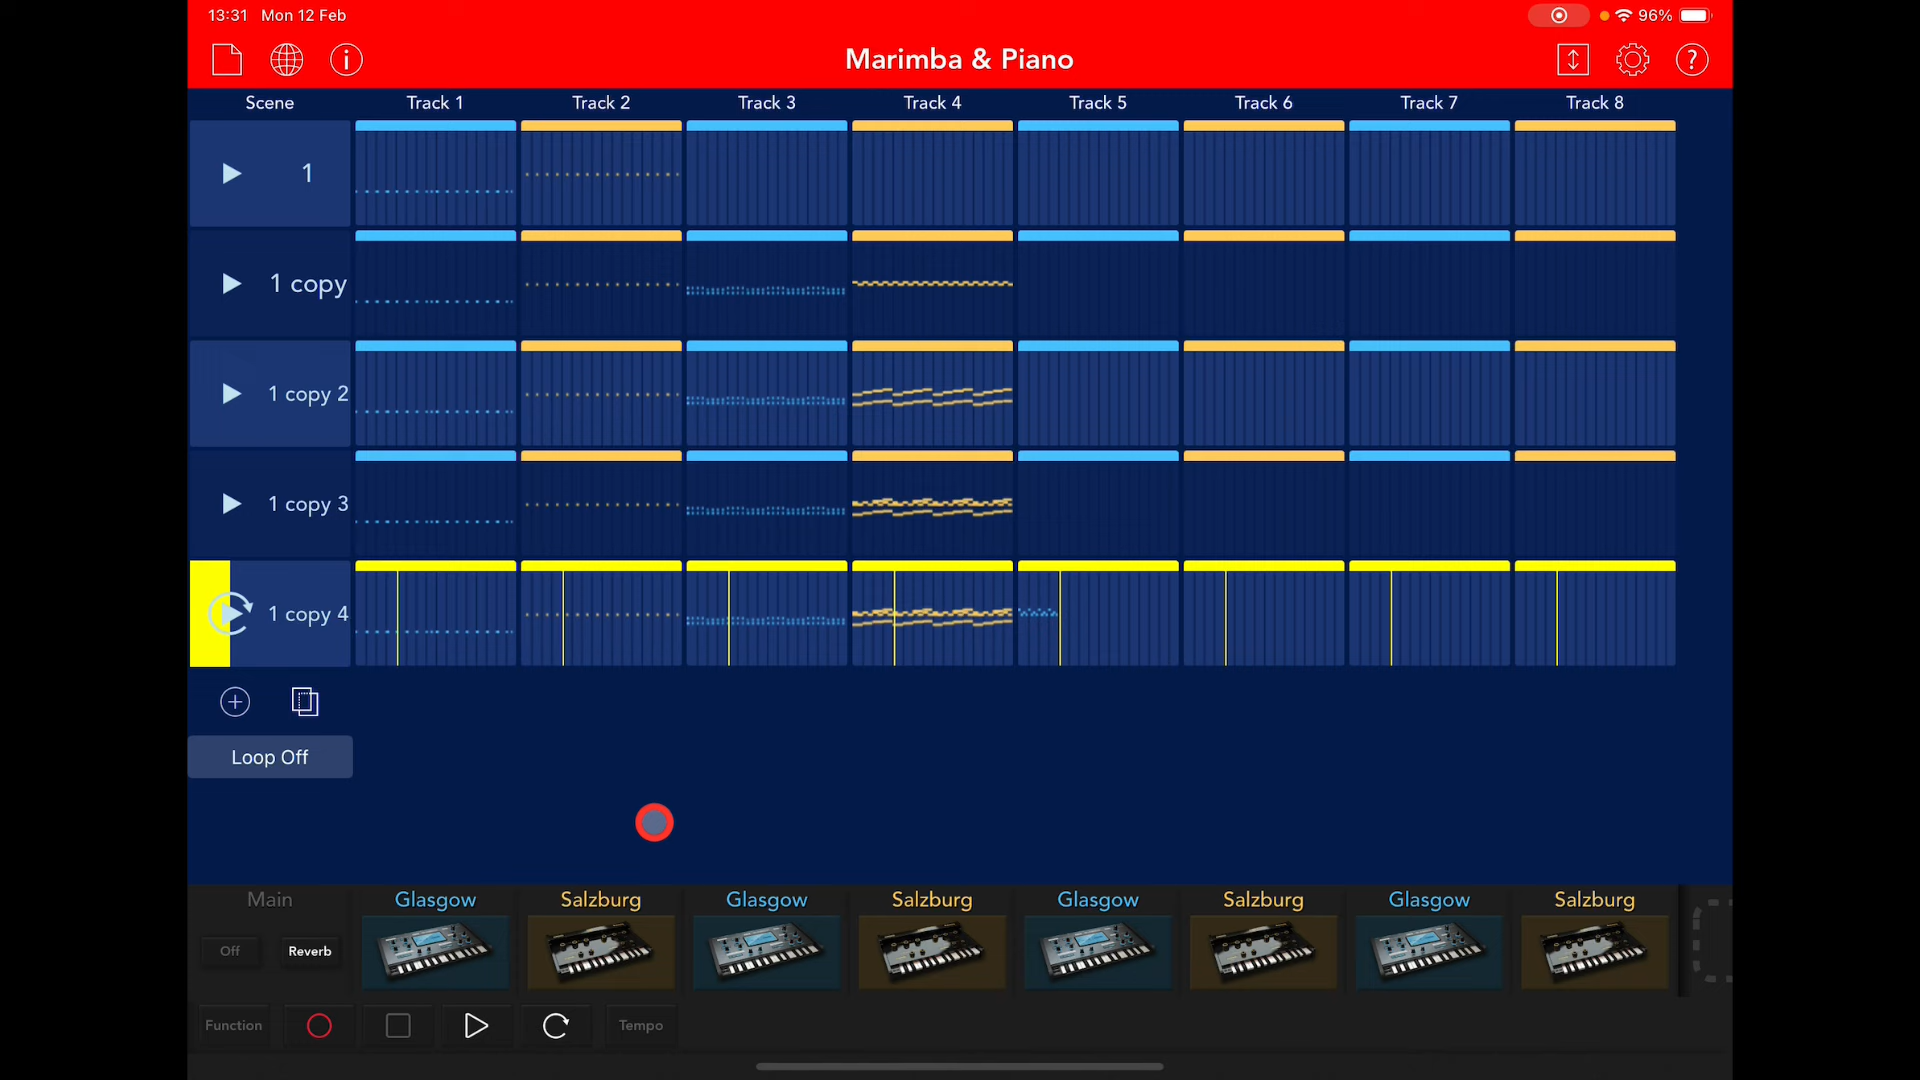 13:31 Mon 12 Feb
96%
Marimba & Piano
Scene Track 1 Track 2 Track 3 Track 4 Track 5 Track 6 Track 7 Track 8
1
1 copy
1 copy 2
1 copy 3
1 copy 4
Loop Off
Main Glasgow Salzburg Glasgow Salzburg Glasgow Salzburg Glasgow Salzburg
Off Reverb
Function Tempo